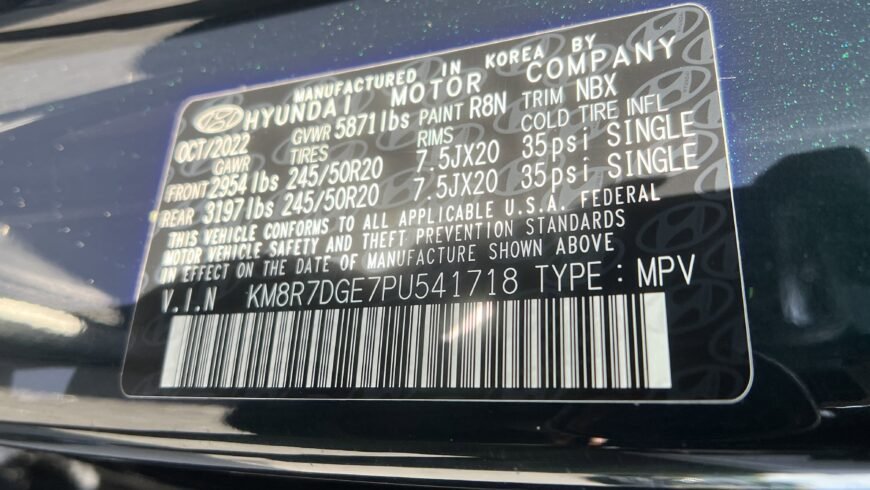 MANUFACTURED IN KOREA BY
HYUNDAI MOTOR COMPANY
OCT/2022 GVWR 5871lbs PAINT R8N TRIM NBX
GAWR TIRES RIMS COLD TIRE INFL
FRONT 2954lbs 245/50R20 7.5JX20 35psi SINGLE
REAR 3197lbs 245/50R20 7.5JX20 35psi SINGLE
THIS VEHICLE CONFORMS TO ALL APPLICABLE U.S.A. FEDERAL
MOTOR VEHICLE SAFETY AND THEFT PREVENTION STANDARDS
IN EFFECT ON THE DATE OF MANUFACTURE SHOWN ABOVE
V.I.N KM8R7DGE7PU541718 TYPE : MPV